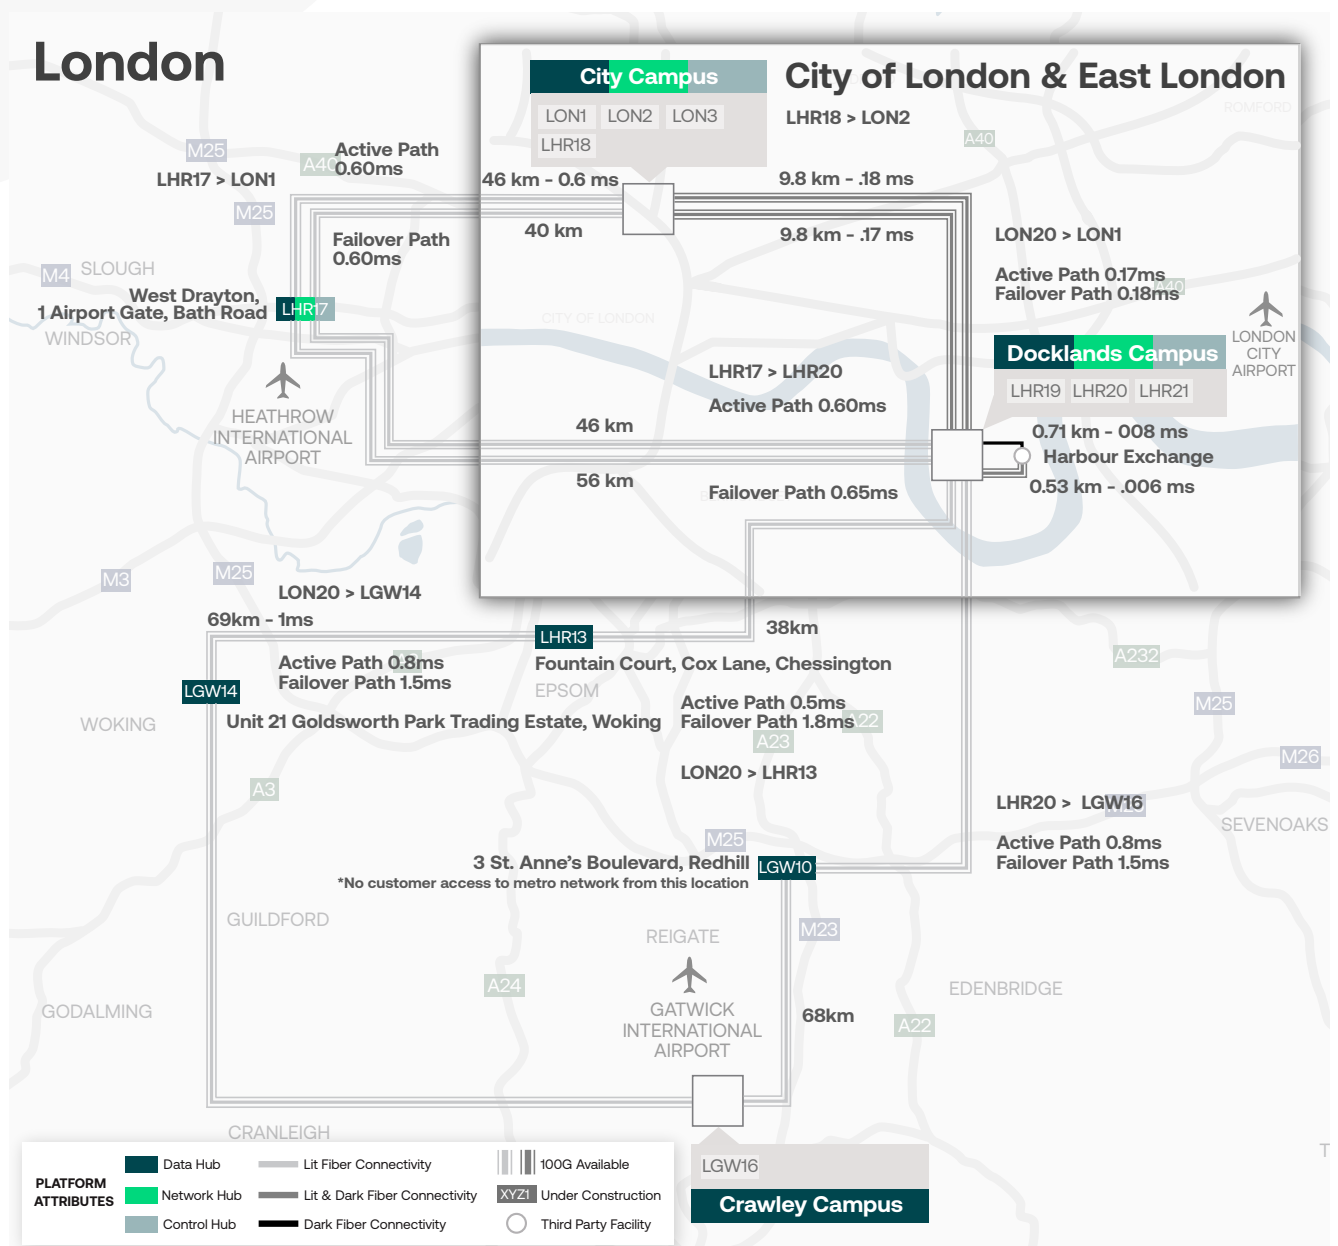 London
City Campus
LON1 LON2 LON3
LHR18
City of London & East London
LHR18 > LON2
ROMFORD
A40
M25
A40
Active Path
0.60ms
LHR17 > LON1
M25
46 km - 0.6 ms
9.8 km - .18 ms
40 km
9.8 km - .17 ms
Failover Path
0.60ms
LON20 > LON1
Active Path 0.17ms
Failover Path 0.18ms
A40
M4
SLOUGH
West Drayton,
1 Airport Gate, Bath Road
LHR17
WINDSOR
CITY OF LONDON
LONDON
CITY
AIRPORT
Docklands Campus
LHR19 LHR20 LHR21
LHR17 > LHR20
Active Path 0.60ms
HEATHROW
INTERNATIONAL
AIRPORT
46 km
0.71 km - 008 ms
Harbour Exchange
56 km
0.53 km - .006 ms
Failover Path 0.65ms
M3
M25
LON20 > LGW14
69km - 1ms
LHR13
38km
Active Path 0.8ms
Failover Path 1.5ms
Fountain Court, Cox Lane, Chessington
EPSOM
A232
LGW14
Active Path 0.5ms
Failover Path 1.8ms
A22
WOKING
Unit 21 Goldsworth Park Trading Estate, Woking
M25
A23
M26
LON20 > LHR13
A3
LHR20 > LGW16
SEVENOAKS
M25
Active Path 0.8ms
Failover Path 1.5ms
3 St. Anne's Boulevard, Redhill
LGW10
*No customer access to metro network from this location
GUILDFORD
M23
REIGATE
A24
EDENBRIDGE
GODALMING
GATWICK
INTERNATIONAL
AIRPORT
68km
A22
CRANLEIGH
T
LGW16
Crawley Campus
PLATFORM
ATTRIBUTES
Data Hub
Lit Fiber Connectivity
100G Available
Network Hub
Lit & Dark Fiber Connectivity
XYZ1 Under Construction
Control Hub
Dark Fiber Connectivity
Third Party Facility